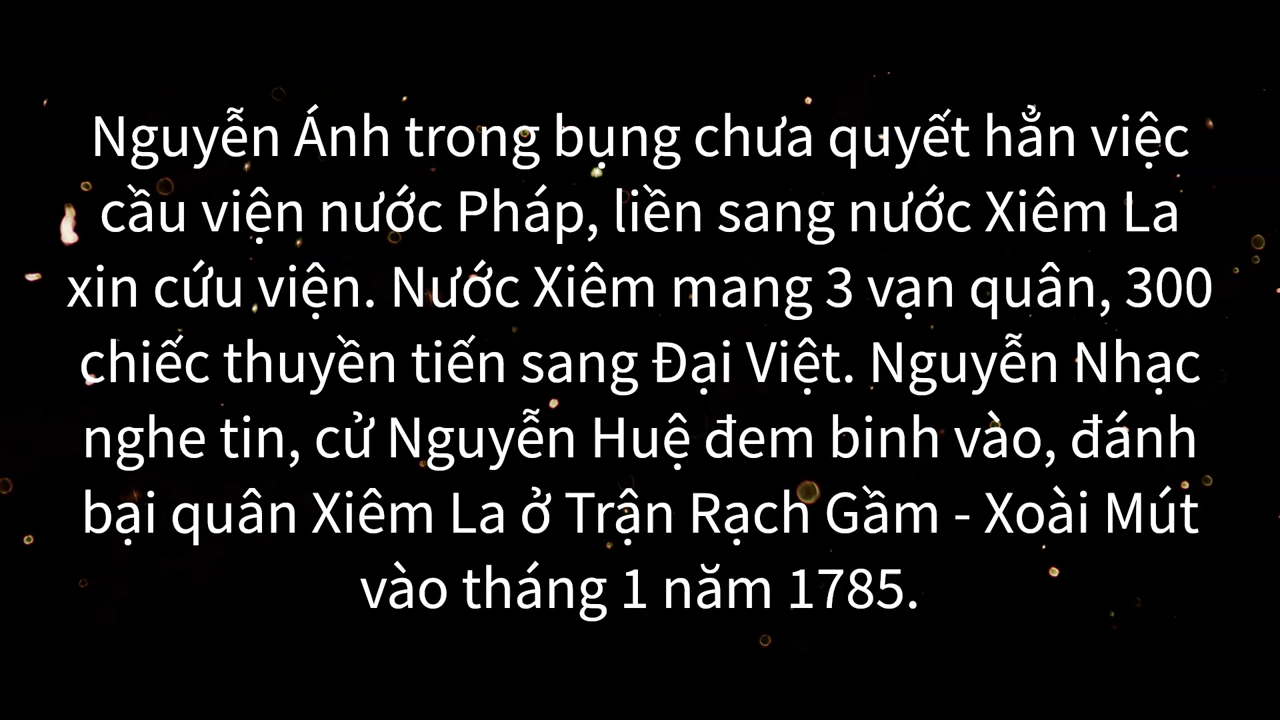 Nguyễn Ánh trong bụng chưa quyết hẳn việc
cầu viện nước Pháp, liền sang nước Xiêm La
xin cứu viện. Nước Xiêm mang 3 vạn quân, 300
chiếc thuyền tiến sang Đại Việt. Nguyễn Nhạc
nghe tin, cử Nguyễn Huệ đem binh vào, đánh
bại quân Xiêm La ở Trận Rạch Gầm - Xoài Mút
vào tháng 1 năm 1785.